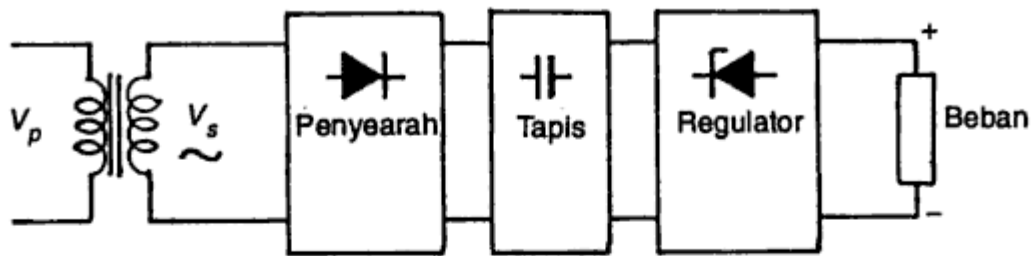 V_p
V_s
~
Penyearah
Tapis
Regulator
Beban
+
−